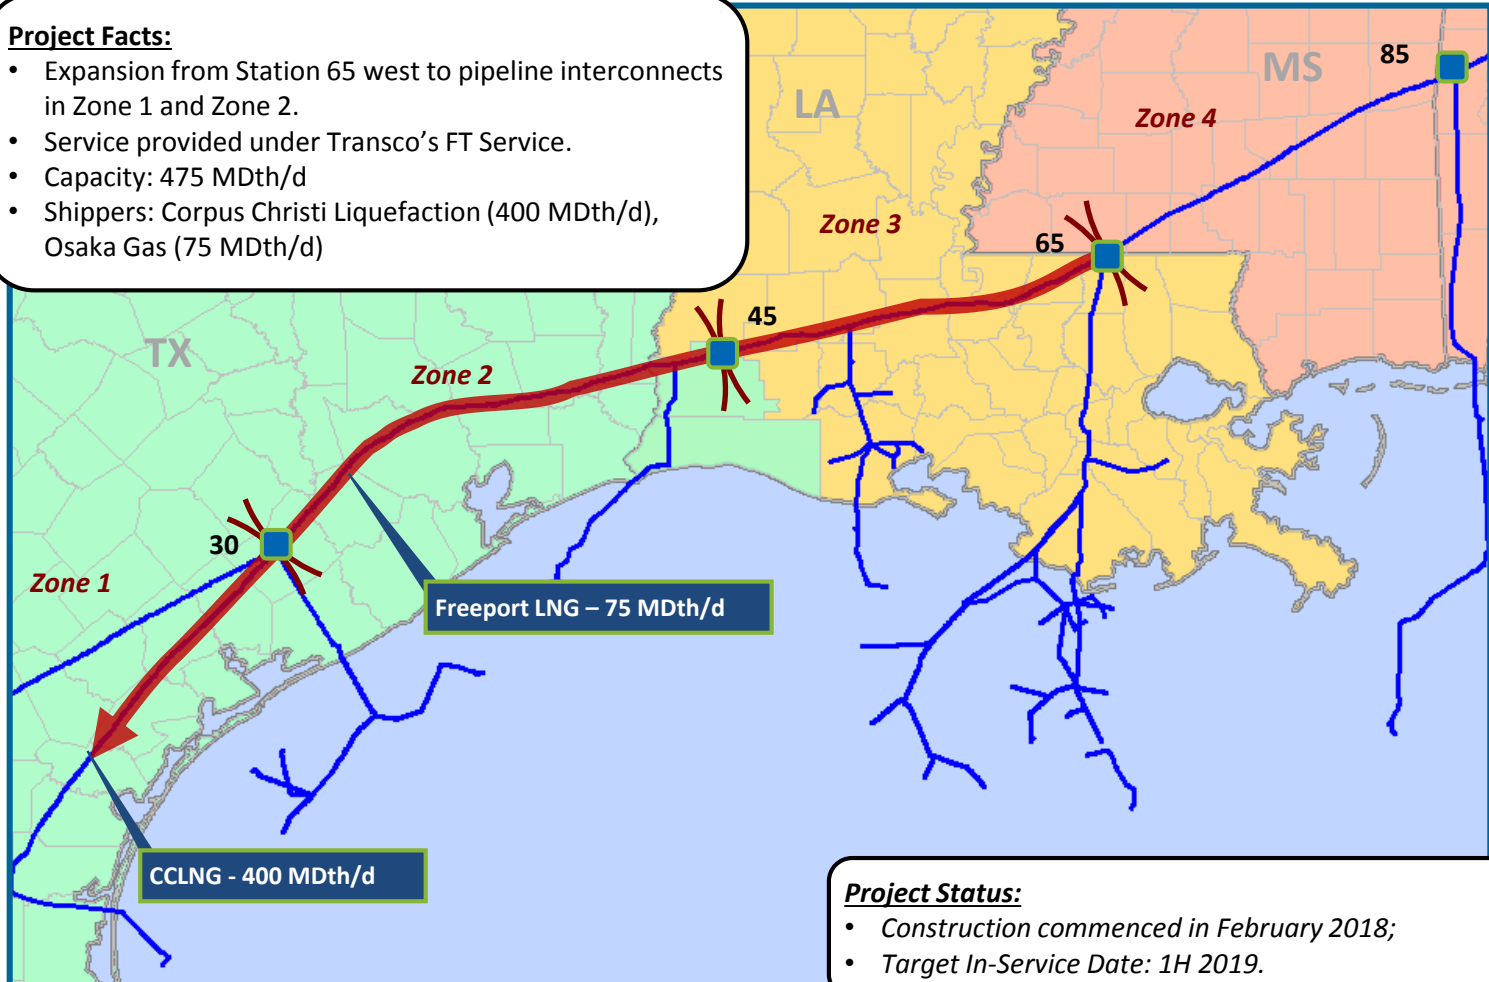 Project Facts:
• Expansion from Station 65 west to pipeline interconnects
in Zone 1 and Zone 2.
• Service provided under Transco’s FT Service.
• Capacity: 475 MDth/d
• Shippers: Corpus Christi Liquefaction (400 MDth/d),
Osaka Gas (75 MDth/d)
LA
MS
85
Zone 4
Zone 3
65
45
TX
Zone 2
30
Zone 1
Freeport LNG – 75 MDth/d
CCLNG - 400 MDth/d
Project Status:
• Construction commenced in February 2018;
• Target In-Service Date: 1H 2019.